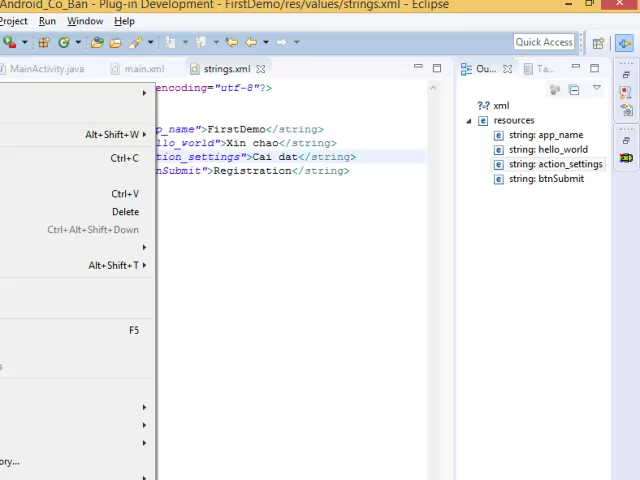 Android_Co_Ban - Plug-in Development - FirstDemo/res/values/strings.xml - Eclipse
Project Run Window Help
Quick Access
MainActivity.java main.xml strings.xml Ou... Ta...
encoding="utf-8"?>
xml
resources
Alt+Shift+W
p_name">FirstDemo</string>
string: app_name
llo_world">Xin chao</string>
string: hello_world
Ctrl+C
tion_settings">Cai dat</string>
string: action_settings
nSubmit">Registration</string>
string: btnSubmit
Ctrl+V
Delete
Ctrl+Alt+Shift+Down
Alt+Shift+T
F5
s
ory...